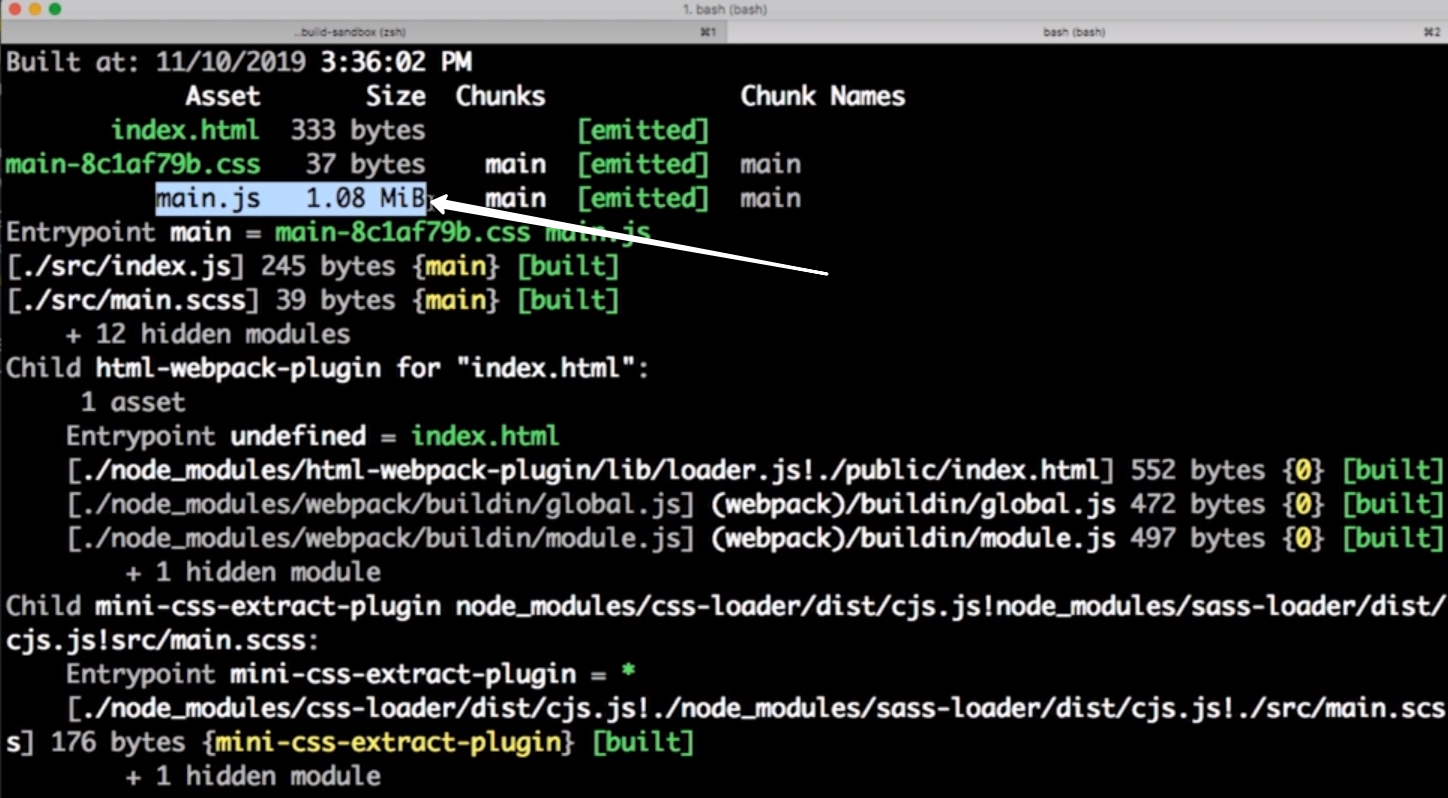 1. bash (bash)
..build-sandbox (zsh) ⌘1 bash (bash) ⌘2
Built at: 11/10/2019 3:36:02 PM
Asset Size Chunks Chunk Names
index.html 333 bytes [emitted]
main-8c1af79b.css 37 bytes main [emitted] main
main.js 1.08 MiB main [emitted] main
Entrypoint main = main-8c1af79b.css main.js
[./src/index.js] 245 bytes {main} [built]
[./src/main.scss] 39 bytes {main} [built]
+ 12 hidden modules
Child html-webpack-plugin for "index.html":
1 asset
Entrypoint undefined = index.html
[./node_modules/html-webpack-plugin/lib/loader.js!./public/index.html] 552 bytes {0} [built]
[./node_modules/webpack/buildin/global.js] (webpack)/buildin/global.js 472 bytes {0} [built]
[./node_modules/webpack/buildin/module.js] (webpack)/buildin/module.js 497 bytes {0} [built]
+ 1 hidden module
Child mini-css-extract-plugin node_modules/css-loader/dist/cjs.js!node_modules/sass-loader/dist/
cjs.js!src/main.scss:
Entrypoint mini-css-extract-plugin = *
[./node_modules/css-loader/dist/cjs.js!./node_modules/sass-loader/dist/cjs.js!./src/main.scs
s] 176 bytes {mini-css-extract-plugin} [built]
+ 1 hidden module